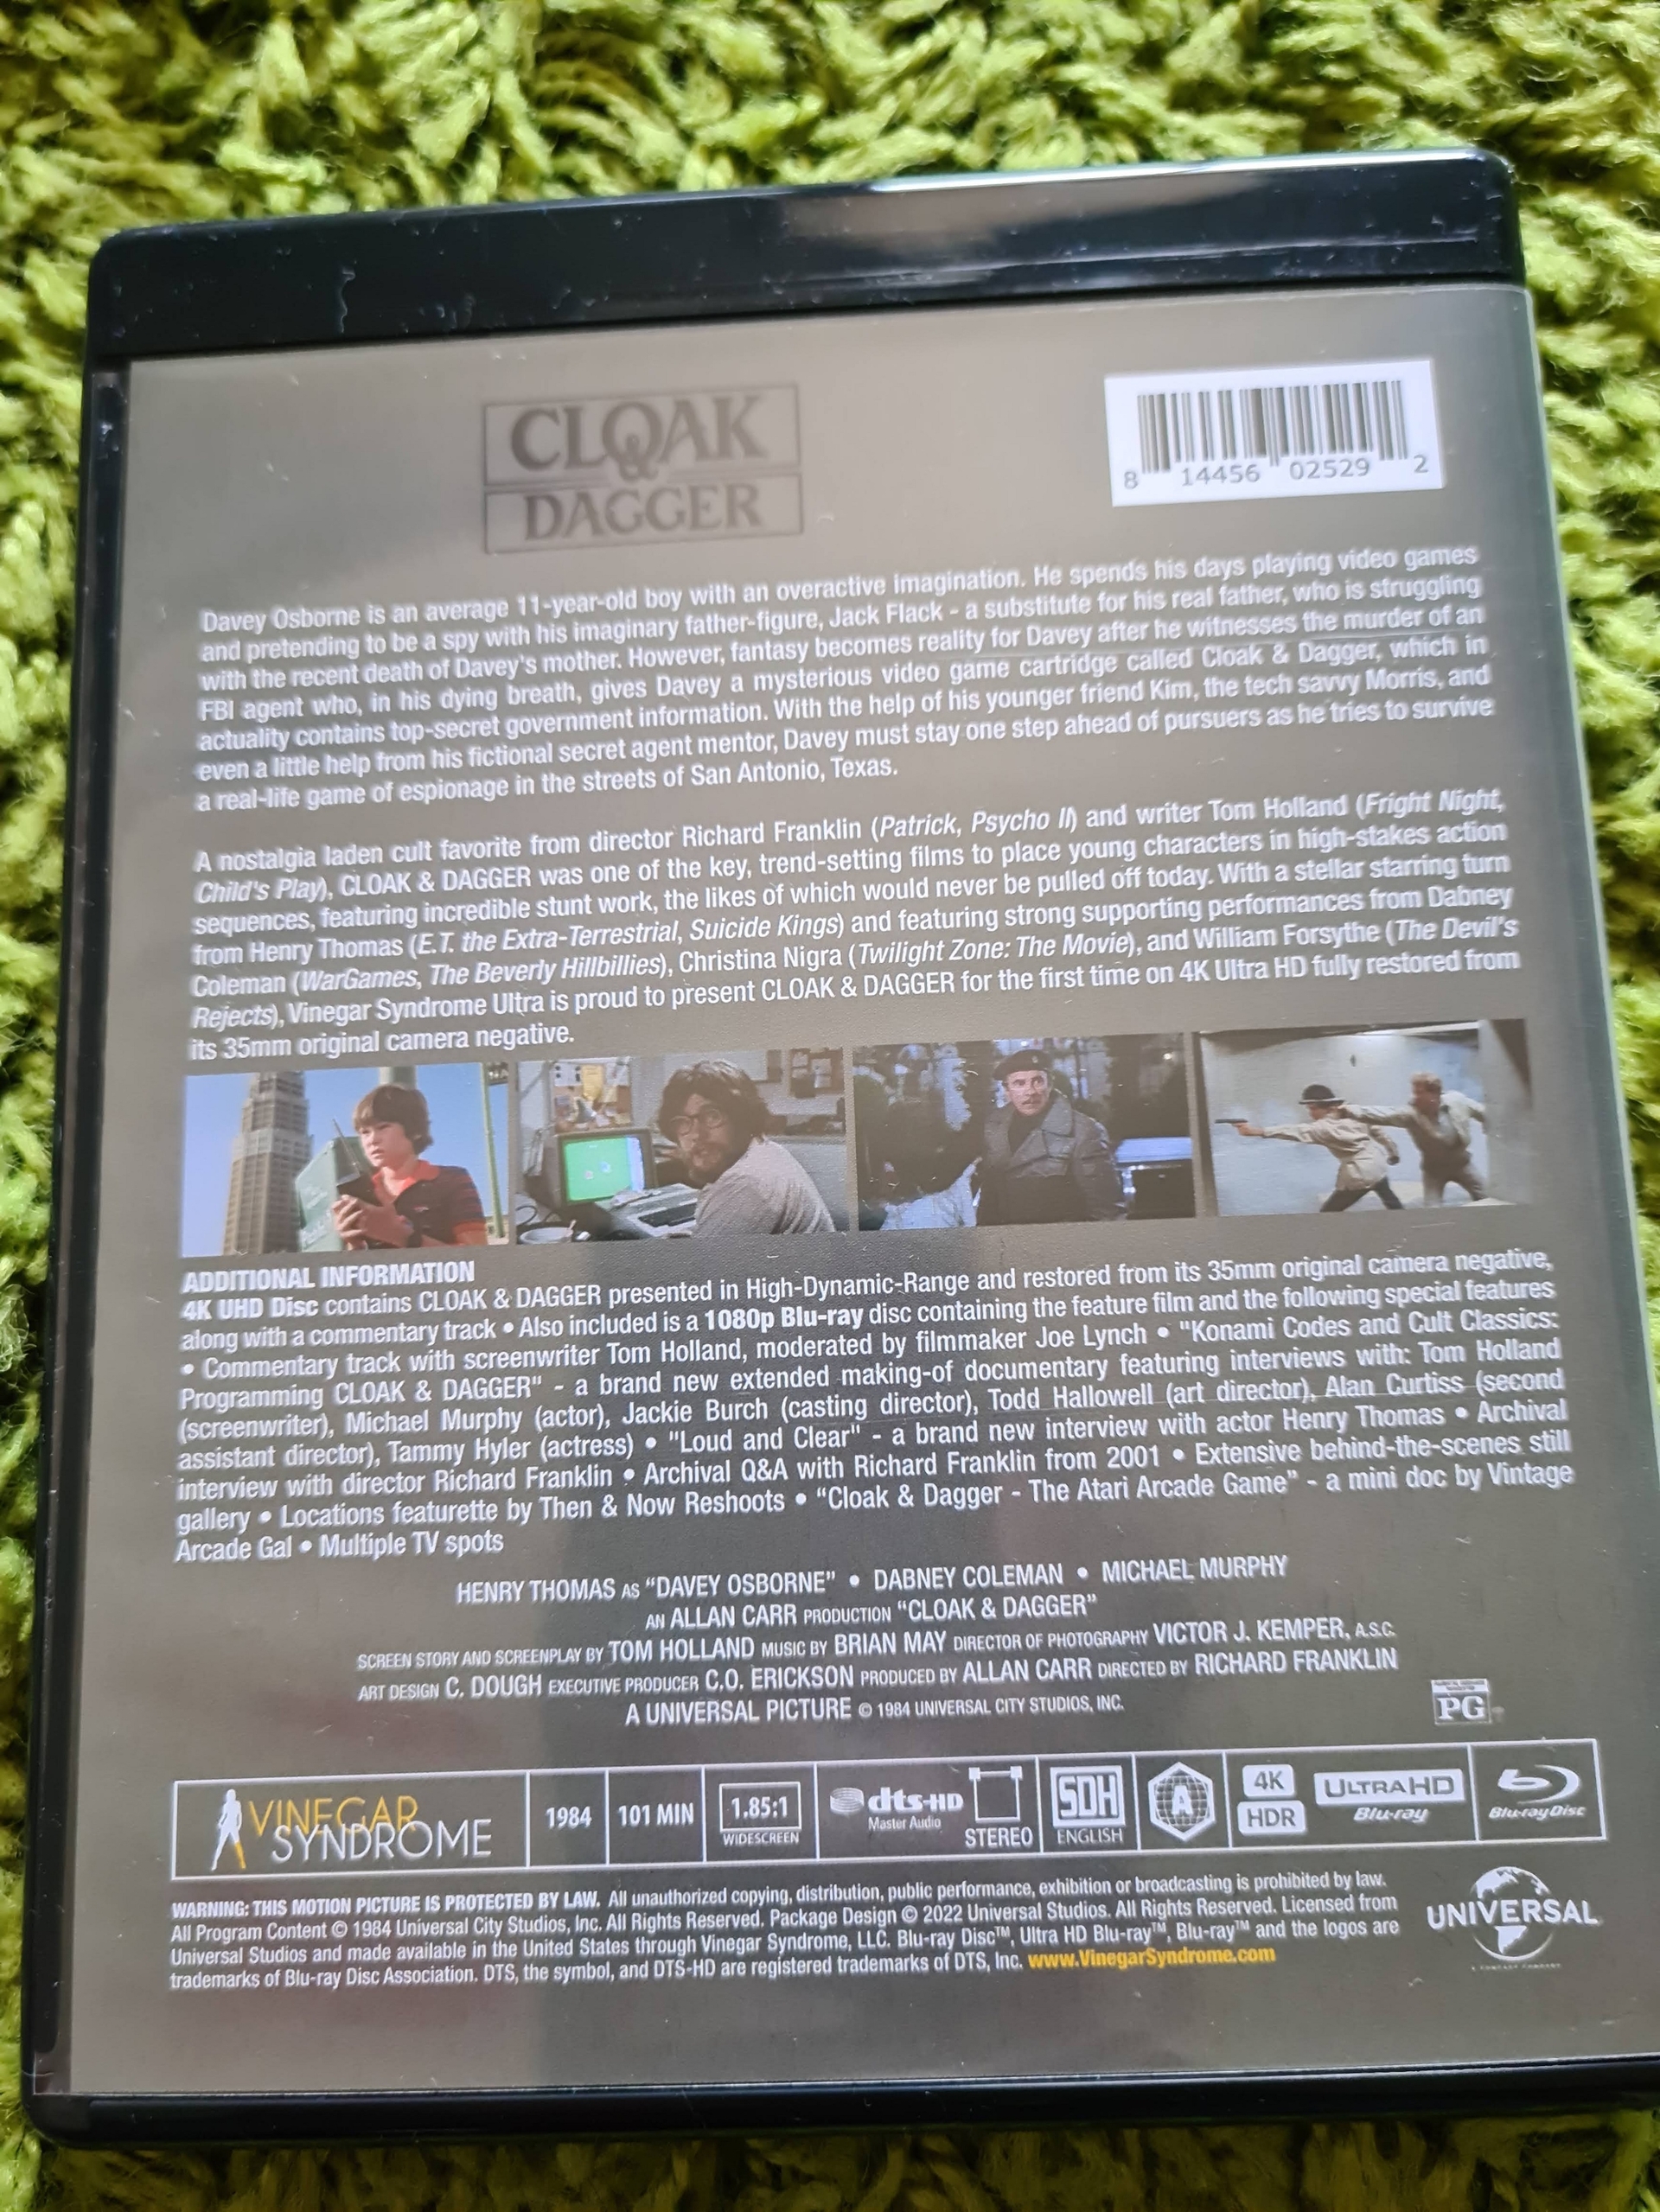 CLOAK
&
DAGGER
8 14456 02529 2
Davey Osborne is an average 11-year-old boy with an overactive imagination. He spends his days playing video games
and pretending to be a spy with his imaginary father-figure, Jack Flack - a substitute for his real father, who is struggling
with the recent death of Davey's mother. However, fantasy becomes reality for Davey after he witnesses the murder of an
FBI agent who, in his dying breath, gives Davey a mysterious video game cartridge called Cloak & Dagger, which in
actuality contains top-secret government information. With the help of his younger friend Kim, the tech savvy Morris, and
even a little help from his fictional secret agent mentor, Davey must stay one step ahead of pursuers as he tries to survive
a real-life game of espionage in the streets of San Antonio, Texas.
A nostalgia laden cult favorite from director Richard Franklin (Patrick, Psycho II) and writer Tom Holland (Fright Night,
Child's Play), CLOAK & DAGGER was one of the key, trend-setting films to place young characters in high-stakes action
sequences, featuring incredible stunt work, the likes of which would never be pulled off today. With a stellar starring turn
from Henry Thomas (E.T. the Extra-Terrestrial, Suicide Kings) and featuring strong supporting performances from Dabney
Coleman (WarGames, The Beverly Hillbillies), Christina Nigra (Twilight Zone: The Movie), and William Forsythe (The Devil's
Rejects), Vinegar Syndrome Ultra is proud to present CLOAK & DAGGER for the first time on 4K Ultra HD fully restored from
its 35mm original camera negative.
ADDITIONAL INFORMATION
4K UHD Disc contains CLOAK & DAGGER presented in High-Dynamic-Range and restored from its 35mm original camera negative,
along with a commentary track • Also included is a 1080p Blu-ray disc containing the feature film and the following special features
• Commentary track with screenwriter Tom Holland, moderated by filmmaker Joe Lynch • "Konami Codes and Cult Classics:
Programming CLOAK & DAGGER" - a brand new extended making-of documentary featuring interviews with: Tom Holland
(screenwriter), Michael Murphy (actor), Jackie Burch (casting director), Todd Hallowell (art director), Alan Curtiss (second
assistant director), Tammy Hyler (actress) • "Loud and Clear" - a brand new interview with actor Henry Thomas • Archival
interview with director Richard Franklin • Archival Q&A with Richard Franklin from 2001 • Extensive behind-the-scenes still
gallery • Locations featurette by Then & Now Reshoots • “Cloak & Dagger - The Atari Arcade Game” - a mini doc by Vintage
Arcade Gal • Multiple TV spots
HENRY THOMAS AS “DAVEY OSBORNE” • DABNEY COLEMAN • MICHAEL MURPHY
AN ALLAN CARR PRODUCTION “CLOAK & DAGGER”
SCREEN STORY AND SCREENPLAY BY TOM HOLLAND MUSIC BY BRIAN MAY DIRECTOR OF PHOTOGRAPHY VICTOR J. KEMPER, A.S.C.
ART DESIGN C. DOUGH EXECUTIVE PRODUCER C.O. ERICKSON PRODUCED BY ALLAN CARR DIRECTED BY RICHARD FRANKLIN
A UNIVERSAL PICTURE © 1984 UNIVERSAL CITY STUDIOS, INC.
PG
VINEGAR
SYNDROME
1984
101 MIN
1.85:1
WIDESCREEN
dts-HD
Master Audio
STEREO
SDH
ENGLISH
A
4K
HDR
ULTRA HD
Blu-ray
Blu-ray Disc
WARNING: THIS MOTION PICTURE IS PROTECTED BY LAW. All unauthorized copying, distribution, public performance, exhibition or broadcasting is prohibited by law.
All Program Content © 1984 Universal City Studios, Inc. All Rights Reserved. Package Design © 2022 Universal Studios. All Rights Reserved. Licensed from
Universal Studios and made available in the United States through Vinegar Syndrome, LLC. Blu-ray Disc™, Ultra HD Blu-ray™, Blu-ray™ and the logos are
trademarks of Blu-ray Disc Association. DTS, the symbol, and DTS-HD are registered trademarks of DTS, Inc. www.VinegarSyndrome.com
UNIVERSAL